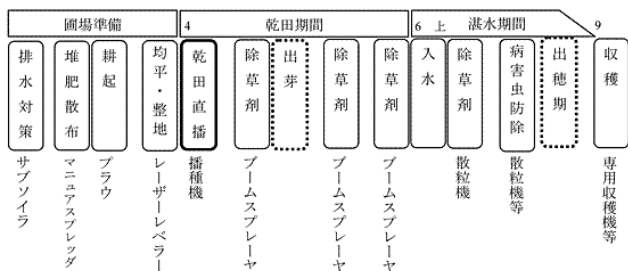 圃場準備
4 乾田期間
6 上 湛水期間
9
排水対策
堆肥散布
耕起
均平・整地
乾田直播
除草剤
出芽
除草剤
除草剤
入水
除草剤
病害虫防除
出穂期
収穫
サブソイラ
マニュアスプレッダ
プラウ
レーザーレベラー
播種機
ブームスプレーヤ
ブームスプレーヤ
ブームスプレーヤ
散粒機
散粒機等
専用収穫機等